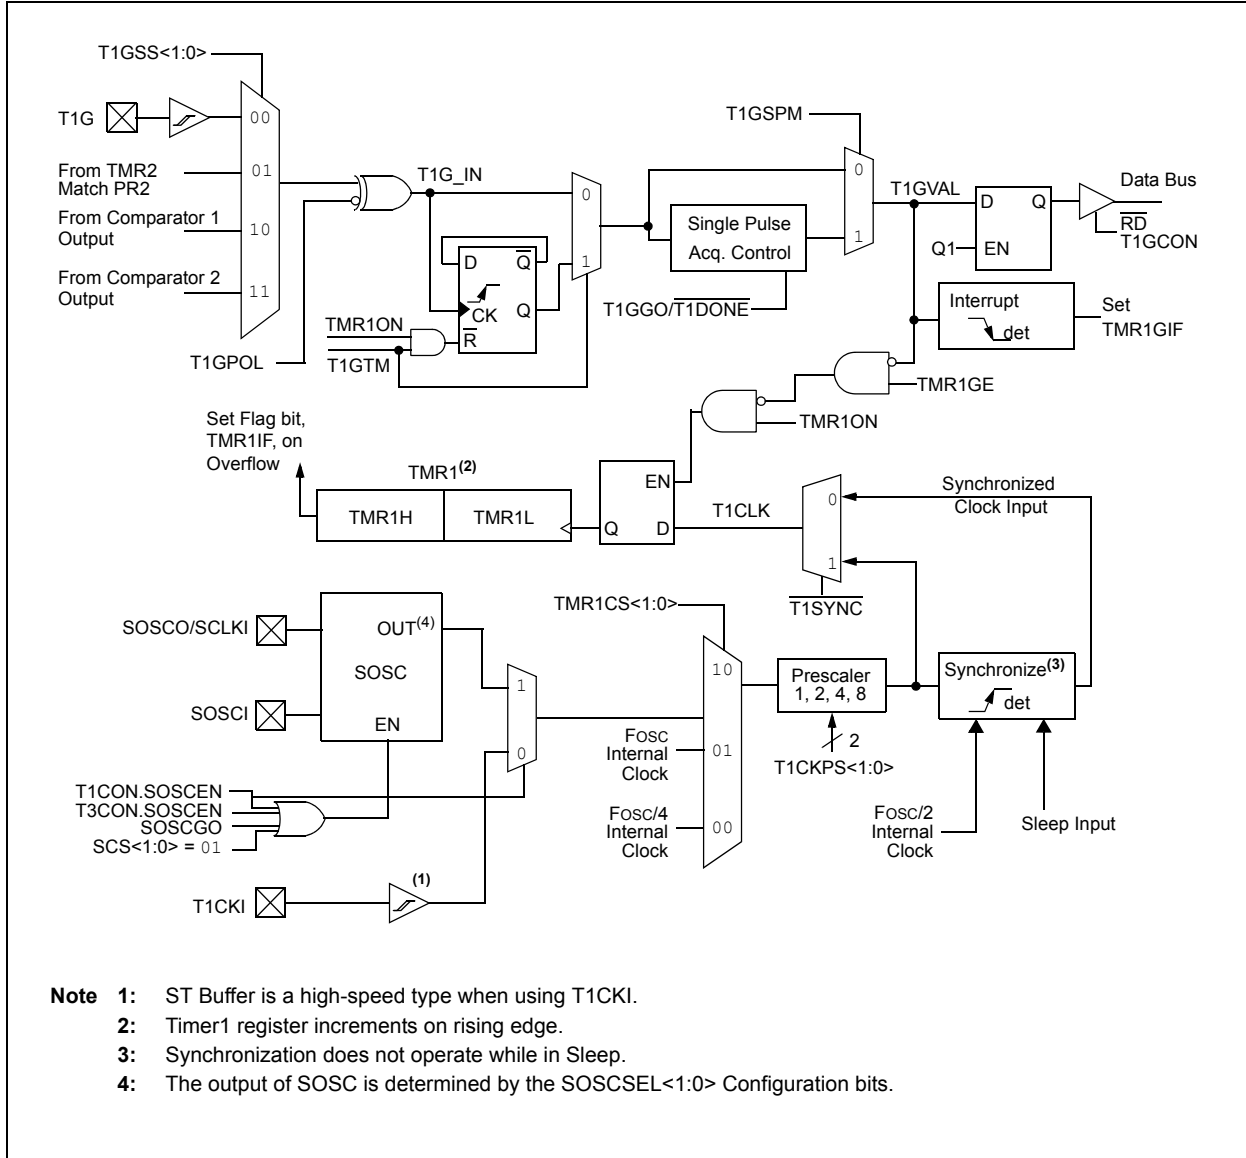 T1GSS<1:0>
T1G
00
From TMR2
Match PR2
01
From Comparator 1
Output
10
From Comparator 2
Output
11
T1GPOL
T1G_IN
0
1
D
Q
CK
Q
R
TMR1ON
T1GTM
T1GSPM
0
1
Single Pulse
Acq. Control
T1GGO/T1DONE
T1GVAL
D
Q
Q1
EN
Data Bus
RD
T1GCON
Interrupt
det
Set
TMR1GIF
TMR1GE
TMR1ON
Set Flag bit,
TMR1IF, on
Overflow
TMR1(2)
TMR1H
TMR1L
EN
Q
D
T1CLK
0
1
T1SYNC
Synchronized
Clock Input
SOSCO/SCLKI
OUT(4)
SOSC
SOSCI
EN
1
0
T1CON.SOSCEN
T3CON.SOSCEN
SOSCGO
SCS<1:0> = 01
T1CKI
(1)
TMR1CS<1:0>
10
FOSC
Internal
Clock
01
FOSC/4
Internal
Clock
00
Prescaler
1, 2, 4, 8
2
T1CKPS<1:0>
Synchronize(3)
det
FOSC/2
Internal
Clock
Sleep Input
Note 1: ST Buffer is a high-speed type when using T1CKI.
2: Timer1 register increments on rising edge.
3: Synchronization does not operate while in Sleep.
4: The output of SOSC is determined by the SOSCSEL<1:0> Configuration bits.